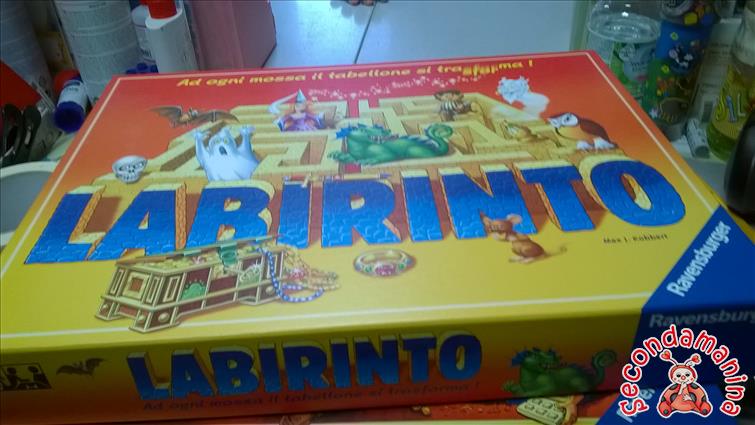 Ad ogni mossa il tabellone si trasforma !
LABIRINTO
Max J. Kobbert
Ravensburger
Ravensburg
LABIRINTO
Ad ogni mossa il tabellone si trasforma !
secondamanina